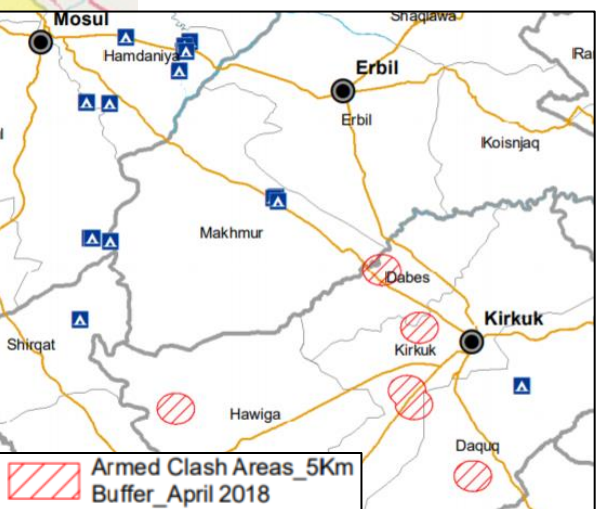 Mosul
Shaqlawa
Hamdaniya
Erbil
Erbil
Koisnjaq
Makhmur
Dabes
Kirkuk
Kirkuk
Shirqat
Hawiga
Daquq
Armed Clash Areas_5Km
Buffer_April 2018